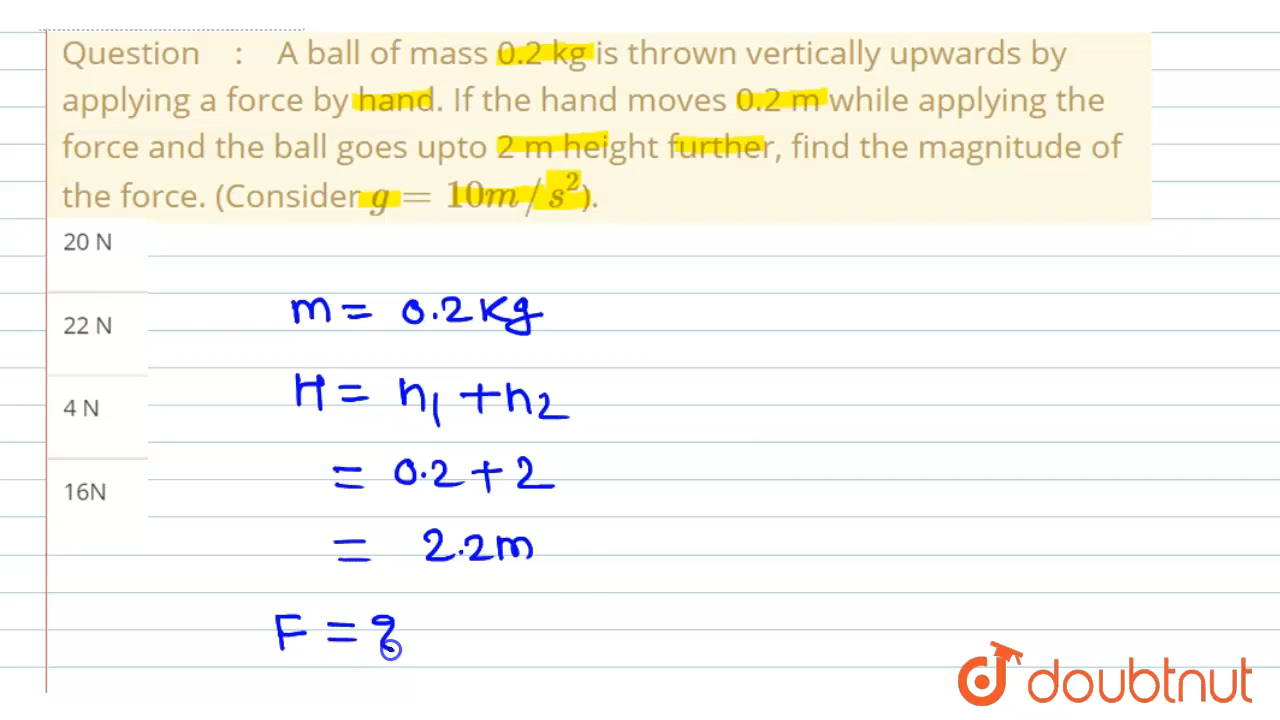 Question : A ball of mass 0.2 kg is thrown vertically upwards by
applying a force by hand. If the hand moves 0.2 m while applying the
force and the ball goes upto 2 m height further, find the magnitude of
the force. (Consider g = 10m/s²).
20 N
22 N
4 N
16N
m = 0.2 Kg
H = h₁ + h₂
= 0.2 + 2
= 2.2m
F = ?
doubtnut